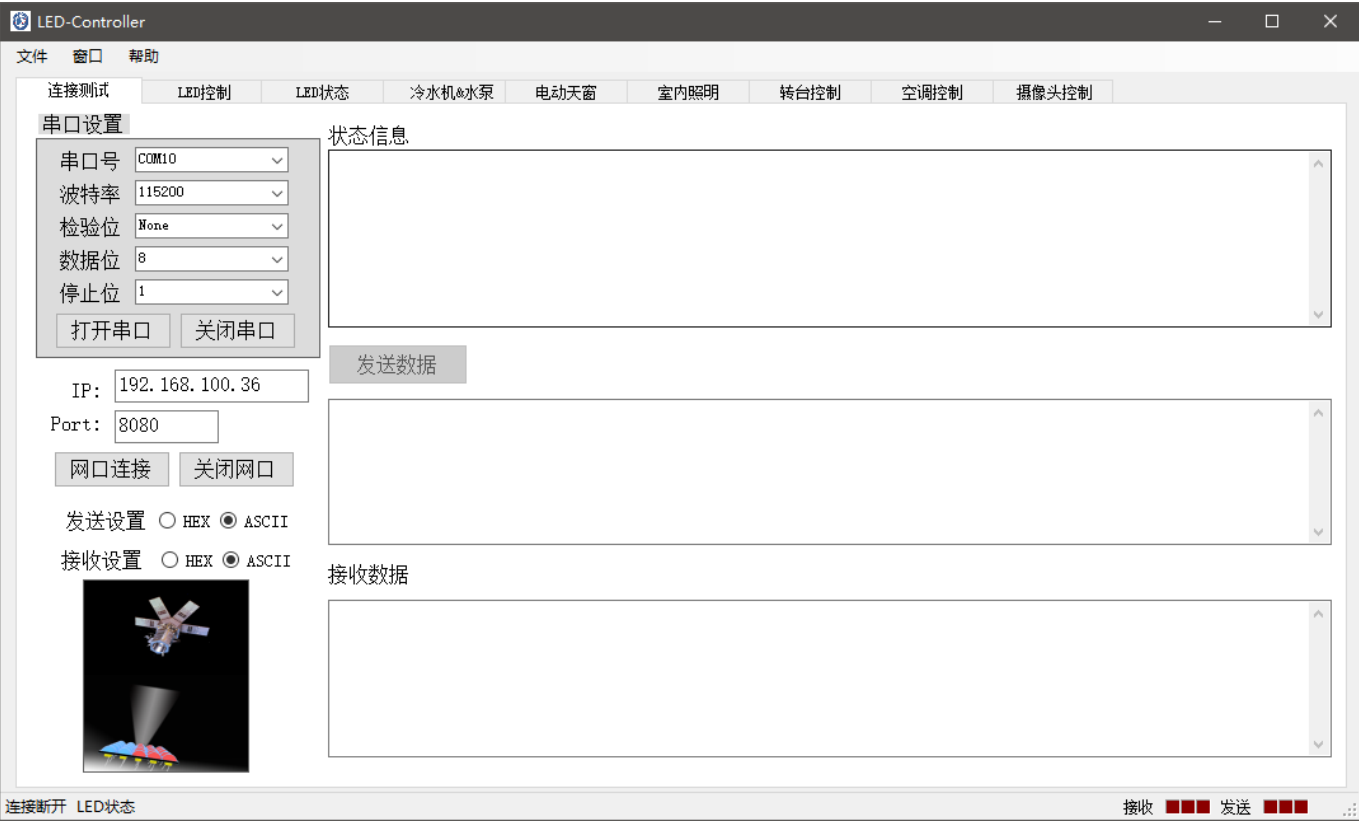 LED-Controller
文件 窗口 帮助
连接测试 LED控制 LED状态 冷水机&水泵 电动天窗 室内照明 转台控制 空调控制 摄像头控制
串口设置
串口号 COM10
波特率 115200
检验位 None
数据位 8
停止位 1
打开串口 关闭串口
IP: 192.168.100.36
Port: 8080
网口连接 关闭网口
发送设置 HEX ASCII
接收设置 HEX ASCII
状态信息
发送数据
接收数据
连接断开 LED状态 接收 发送